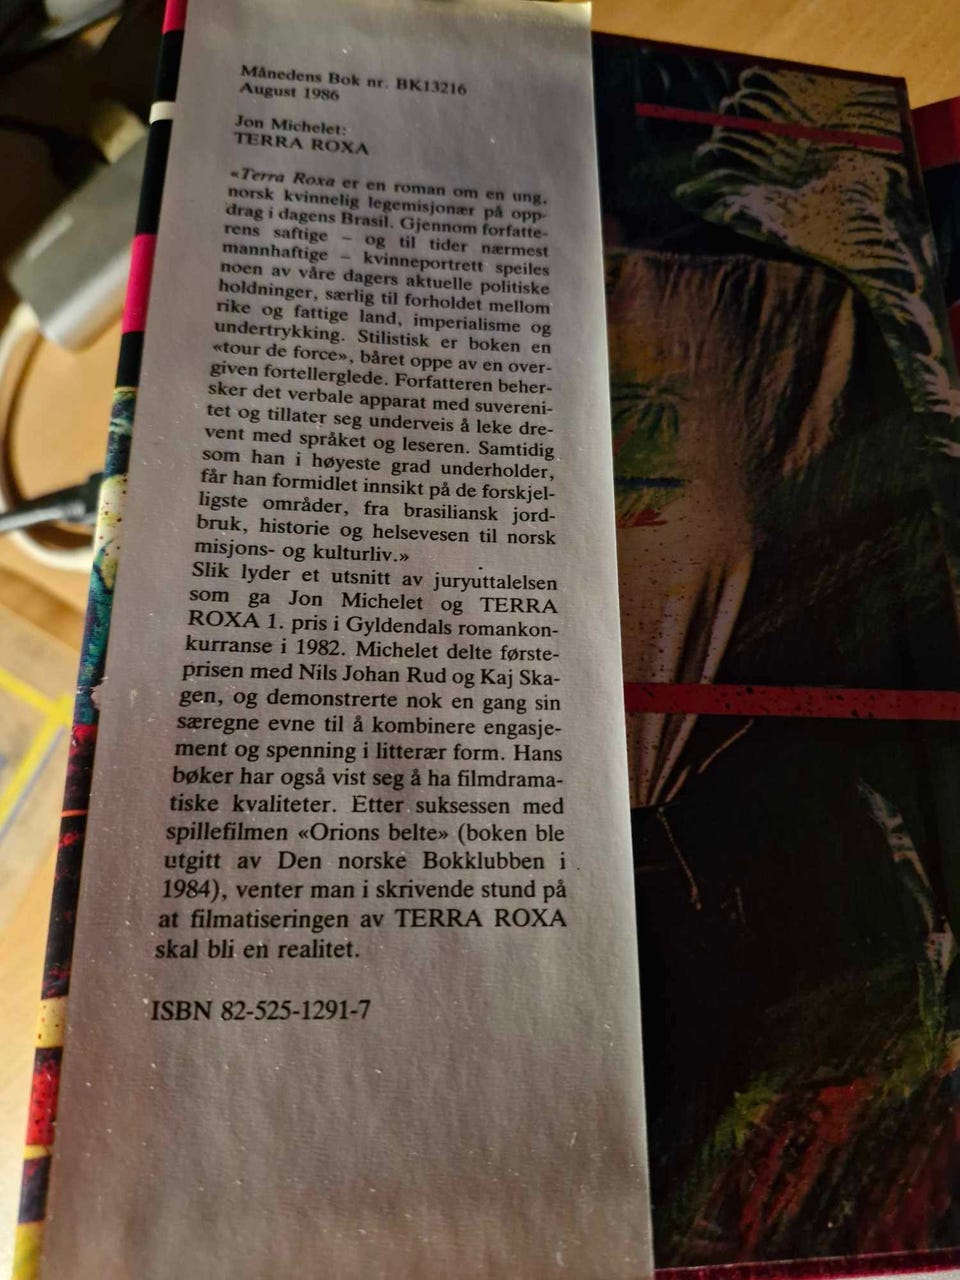 Månedens Bok nr. BK13216
August 1986
Jon Michelet:
TERRA ROXA
«Terra Roxa er en roman om en ung,
norsk kvinnelig legemisjonær på opp-
drag i dagens Brasil. Gjennom forfatte-
rens saftige – og til tider nærmest
mannhaftige – kvinneportrett speiles
noen av våre dagers aktuelle politiske
holdninger, særlig til forholdet mellom
rike og fattige land, imperialisme og
undertrykking. Stilistisk er boken en
«tour de force», båret oppe av en over-
given fortellerglede. Forfatteren beher-
sker det verbale apparat med suvereni-
tet og tillater seg underveis å leke dre-
vent med språket og leseren. Samtidig
som han i høyeste grad underholder,
får han formidlet innsikt på de forskjel-
ligste områder, fra brasiliansk jord-
bruk, historie og helsevesen til norsk
misjons- og kulturliv.»
Slik lyder et utsnitt av juryuttalelsen
som ga Jon Michelet og TERRA
ROXA 1. pris i Gyldendals romankon-
kurranse i 1982. Michelet delte første-
prisen med Nils Johan Rud og Kaj Ska-
gen, og demonstrerte nok en gang sin
særegne evne til å kombinere engasje-
ment og spenning i litterær form. Hans
bøker har også vist seg å ha filmdrama-
tiske kvaliteter. Etter suksessen med
spillefilmen «Orions belte» (boken ble
utgitt av Den norske Bokklubben i
1984), venter man i skrivende stund på
at filmatiseringen av TERRA ROXA
skal bli en realitet.
ISBN 82-525-1291-7